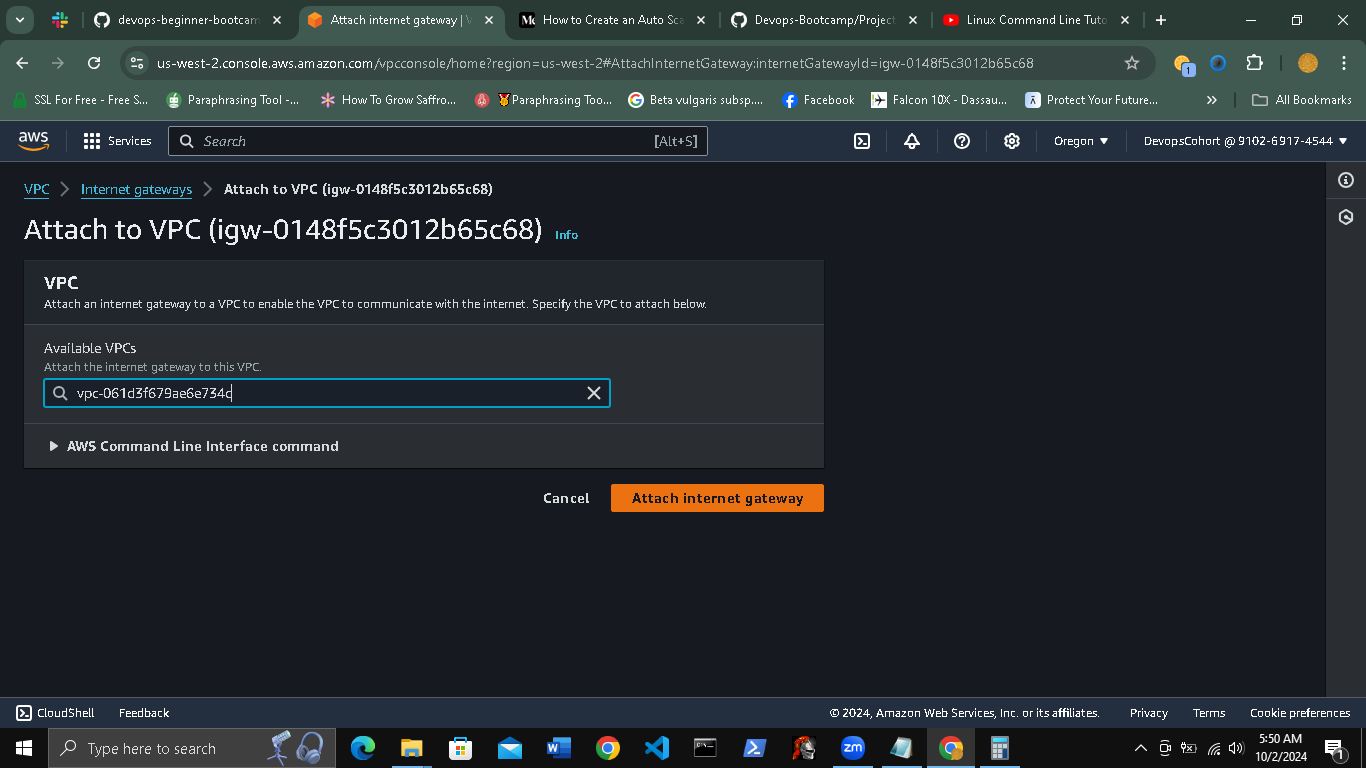 devops-beginner-bootcam
Attach internet gateway | V
How to Create an Auto Sca
Devops-Bootcamp/Project
Linux Command Line Tuto
us-west-2.console.aws.amazon.com/vpcconsole/home?region=us-west-2#AttachInternetGateway:internetGatewayId=igw-0148f5c3012b65c68
1
SSL For Free - Free S...
Paraphrasing Tool -...
How To Grow Saffro...
Paraphrasing Too...
Beta vulgaris subsp....
Facebook
Falcon 10X - Dassau...
Protect Your Future...
»
All Bookmarks
aws
Services
Search
[Alt+S]
Oregon
DevopsCohort @ 9102-6917-4544
VPC
Internet gateways
Attach to VPC (igw-0148f5c3012b65c68)
Attach to VPC (igw-0148f5c3012b65c68)
Info
VPC
Attach an internet gateway to a VPC to enable the VPC to communicate with the internet. Specify the VPC to attach below.
Available VPCs
Attach the internet gateway to this VPC.
vpc-061d3f679ae6e734c
AWS Command Line Interface command
Cancel
Attach internet gateway
CloudShell
Feedback
© 2024, Amazon Web Services, Inc. or its affiliates.
Privacy
Terms
Cookie preferences
Type here to search
zm
5:50 AM
10/2/2024
1